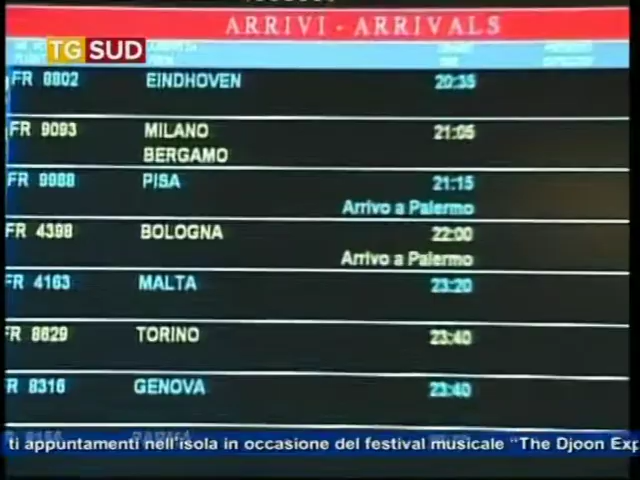 ARRIVI - ARRIVALS
TG SUD
FR 8802 EINDHOVEN 20:35
FR 9093 MILANO 21:05
BERGAMO
FR 9988 PISA 21:15
Arrivo a Palermo
FR 4398 BOLOGNA 22:00
Arrivo a Palermo
FR 4163 MALTA 23:20
FR 8629 TORINO 23:40
R 8316 GENOVA 23:40
ti appuntamenti nell'isola in occasione del festival musicale "The Djoon Exp